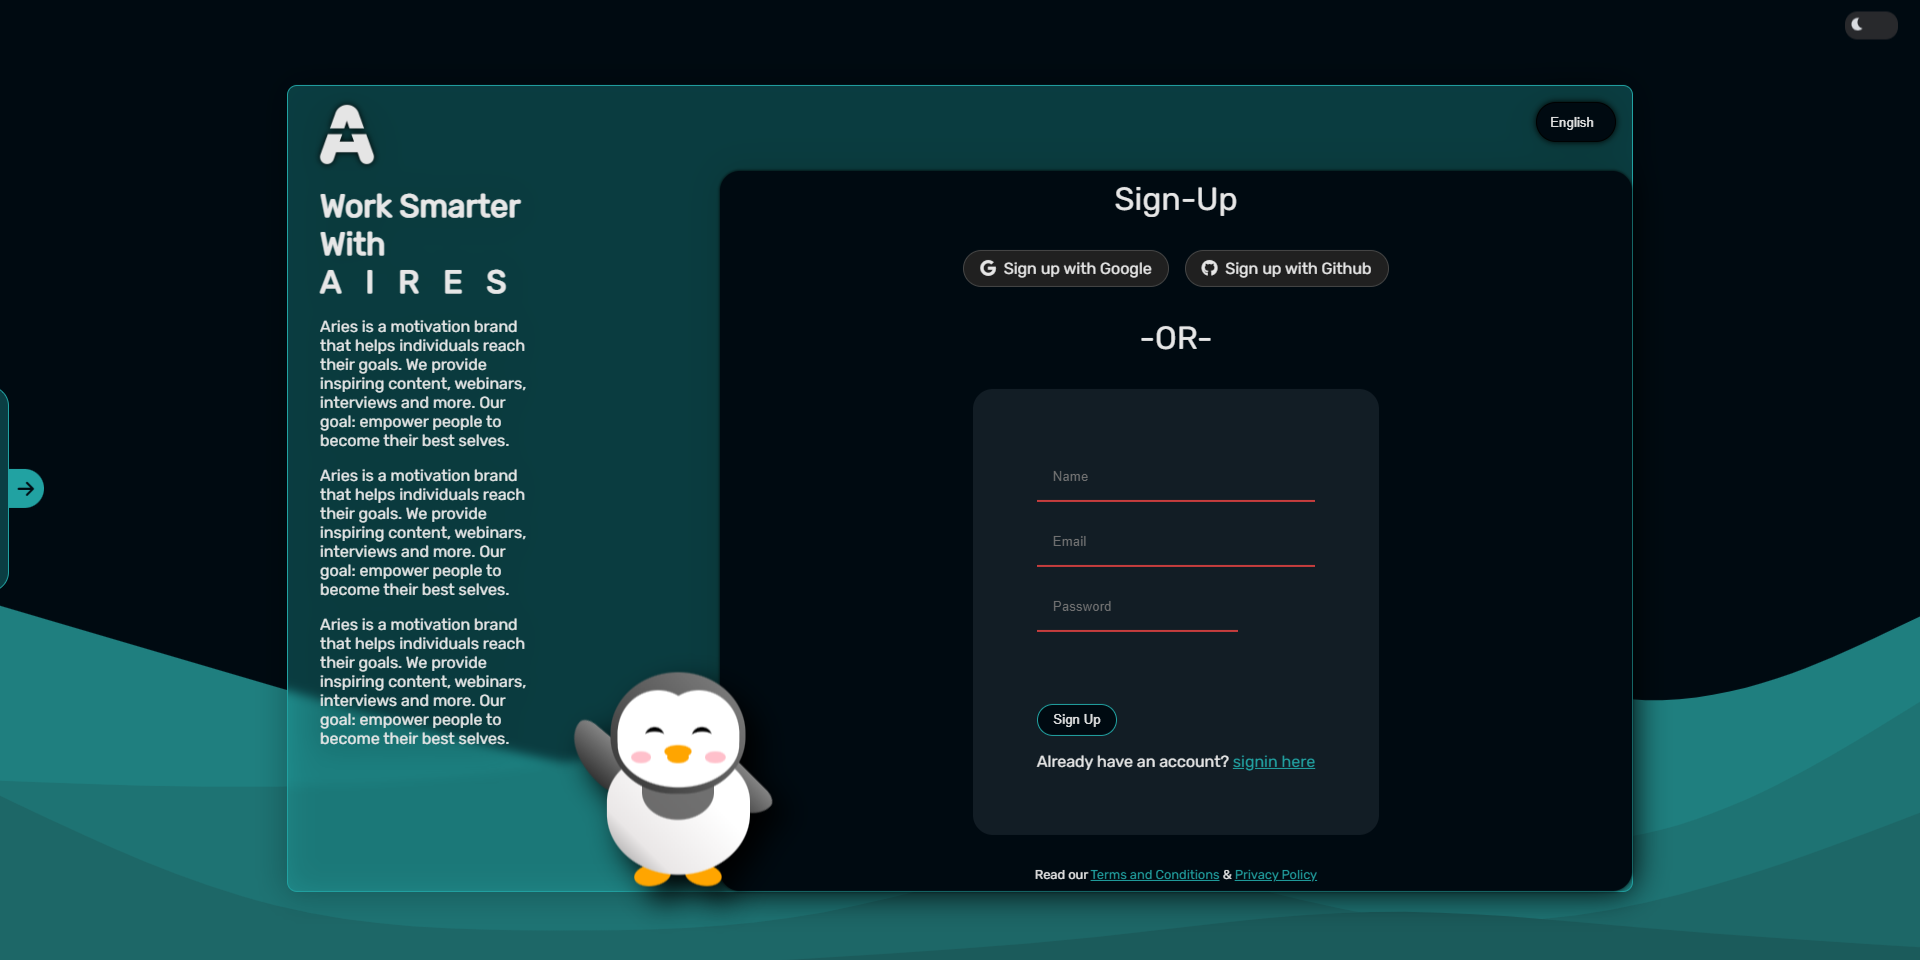 A
English
Work Smarter
With
A I R E S
Aries is a motivation brand
that helps individuals reach
their goals. We provide
inspiring content, webinars,
interviews and more. Our
goal: empower people to
become their best selves.
Aries is a motivation brand
that helps individuals reach
their goals. We provide
inspiring content, webinars,
interviews and more. Our
goal: empower people to
become their best selves.
Aries is a motivation brand
that helps individuals reach
their goals. We provide
inspiring content, webinars,
interviews and more. Our
goal: empower people to
become their best selves.
Sign-Up
Sign up with Google
Sign up with Github
-OR-
Name
Email
Password
Sign Up
Already have an account? signin here
Read our Terms and Conditions & Privacy Policy